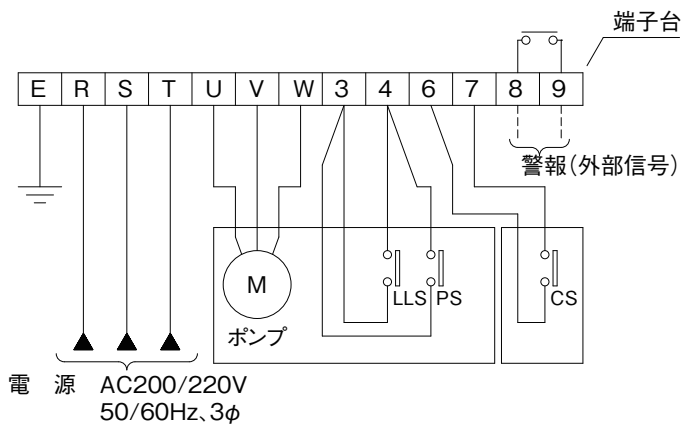 端子台
E R S T U V W 3 4 6 7 8 9
警報(外部信号)
M
LLS PS
CS
ポンプ
電 源 AC200/220V
50/60Hz、3φ